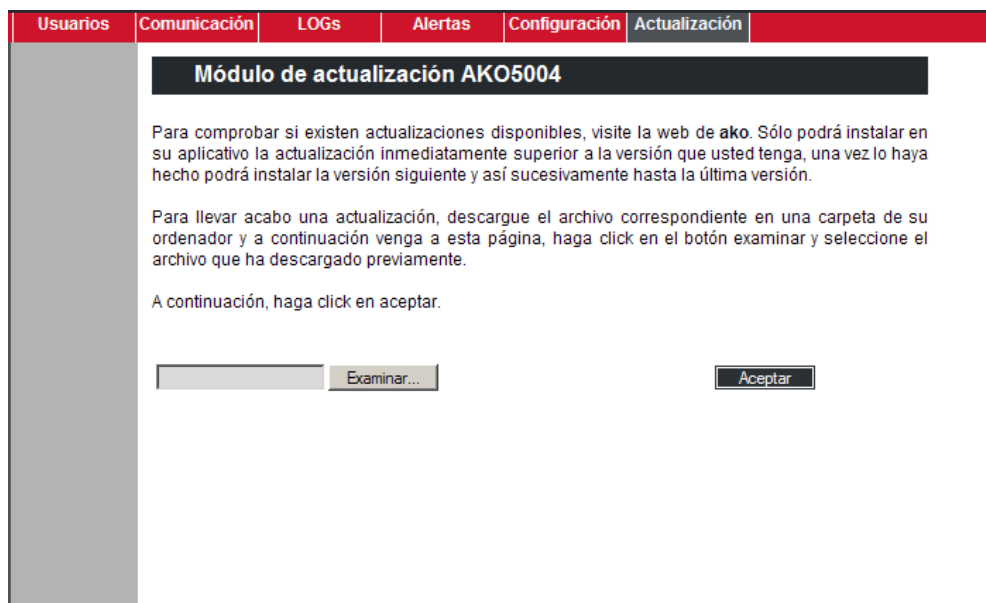 Usuarios Comunicación LOGs Alertas Configuración Actualización
Módulo de actualización AKO5004
Para comprobar si existen actualizaciones disponibles, visite la web de ako. Sólo podrá instalar en
su aplicativo la actualización inmediatamente superior a la versión que usted tenga, una vez lo haya
hecho podrá instalar la versión siguiente y así sucesivamente hasta la última versión.
Para llevar acabo una actualización, descargue el archivo correspondiente en una carpeta de su
ordenador y a continuación venga a esta página, haga click en el botón examinar y seleccione el
archivo que ha descargado previamente.
A continuación, haga click en aceptar.
Examinar... Aceptar